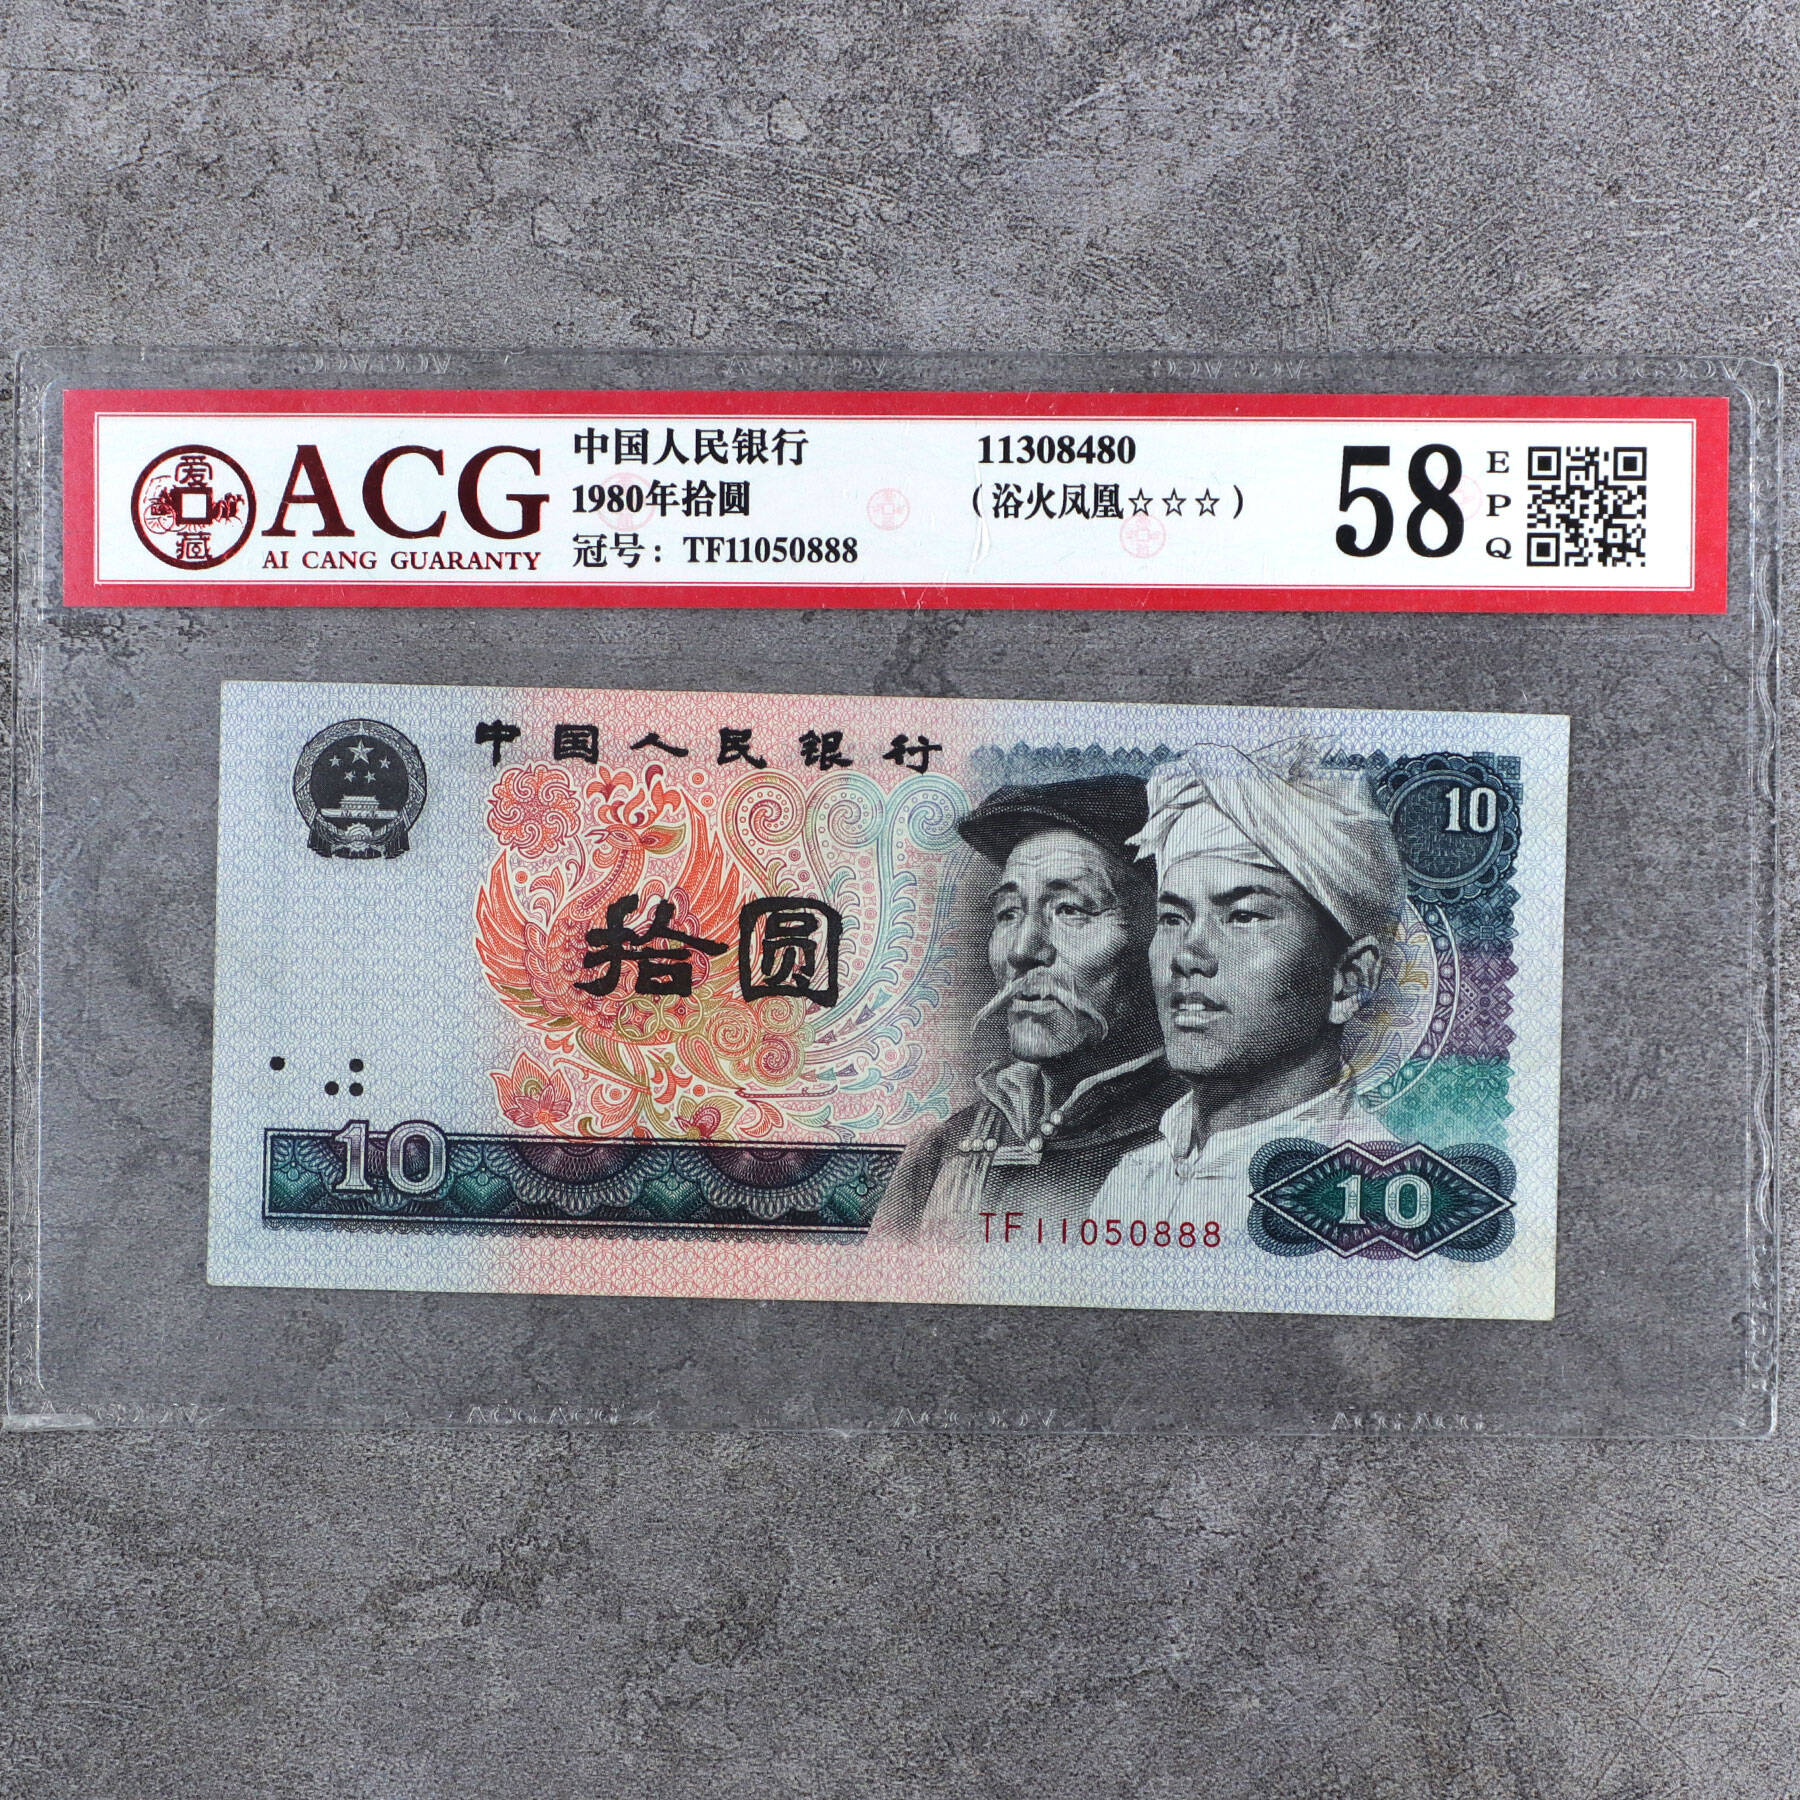 爱藏
ACG
AI CANG GUARANTY
中国人民银行
1980年拾圆
冠号： TF11050888
11308480
（浴火凤凰☆☆☆）
58
EPQ
中国人民银行
10
拾圆
10
TF11050888
10